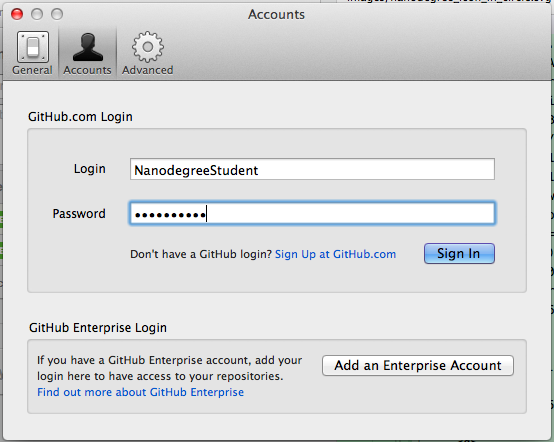 Accounts
General Accounts Advanced
GitHub.com Login
Login NanodegreeStudent
Password ••••••••••
Don't have a GitHub login? Sign Up at GitHub.com Sign In
GitHub Enterprise Login
If you have a GitHub Enterprise account, add your
login here to have access to your repositories.
Find out more about GitHub Enterprise
Add an Enterprise Account